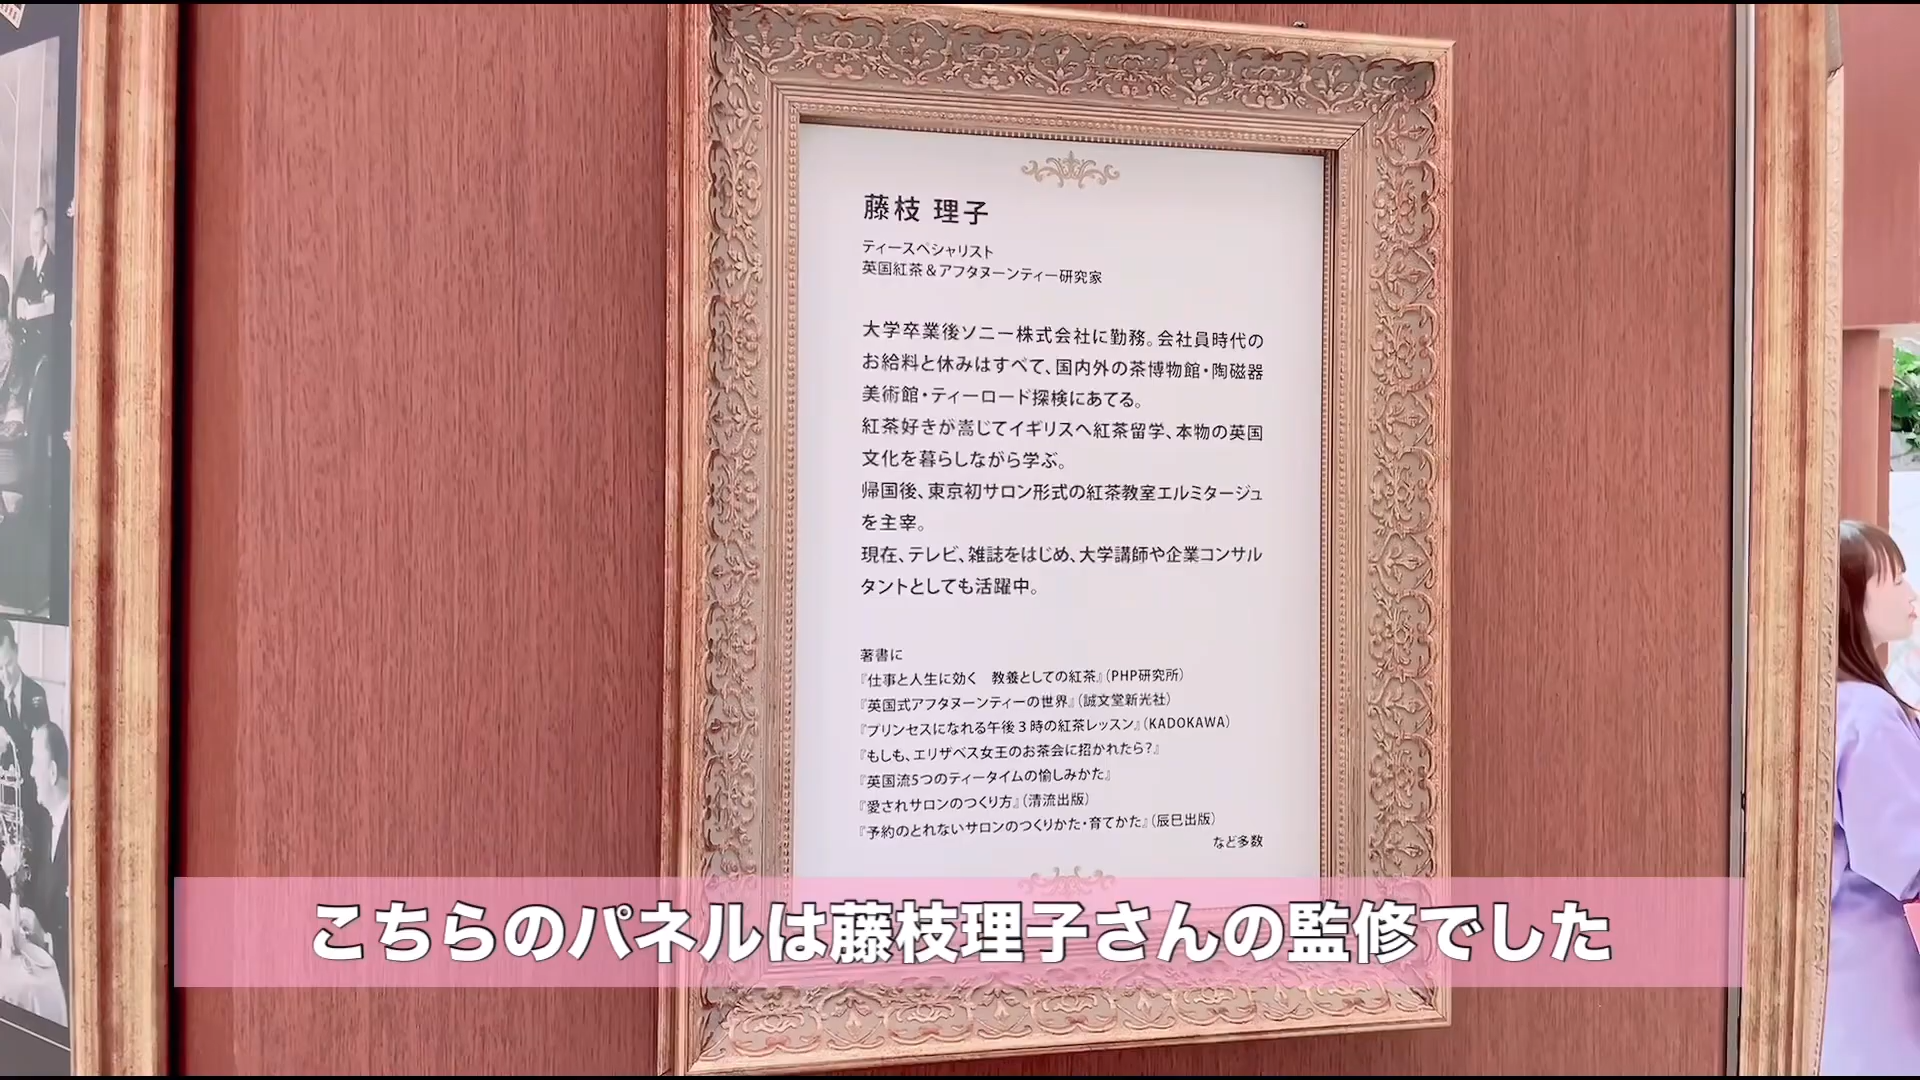 藤枝 理子
ティースペシャリスト
英国紅茶&アフタヌーンティー研究家
大学卒業後ソニー株式会社に勤務。会社員時代の
お給料と休みはすべて、国内外の茶博物館・陶磁器
美術館・ティーロード探検にあてる。
紅茶好きが嵩じてイギリスへ紅茶留学、本物の英国
文化を暮らしながら学ぶ。
帰国後、東京初サロン形式の紅茶教室エルミタージュ
を主宰。
現在、テレビ、雑誌をはじめ、大学講師や企業コンサル
タントとしても活躍中。
著書に
『仕事と人生に効く 教養としての紅茶』(PHP研究所)
『英国式アフタヌーンティーの世界』(誠文堂新光社)
『プリンセスになれる午後3時の紅茶レッスン』(KADOKAWA)
『もしも、エリザベス女王のお茶会に招かれたら?』
『英国流5つのティータイムの愉しみかた』
『愛されサロンのつくり方』(清流出版)
『予約のとれないサロンのつくりかた・育てかた』(辰巳出版)
など多数
こちらのパネルは藤枝理子さんの監修でした